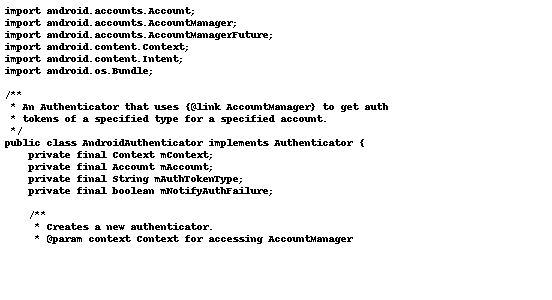 import android.accounts.Account;
import android.accounts.AccountManager;
import android.accounts.AccountManagerFuture;
import android.content.Context;
import android.content.Intent;
import android.os.Bundle;

/**
 * An Authenticator that uses {@link AccountManager} to get auth
 * tokens of a specified type for a specified account.
 */
public class AndroidAuthenticator implements Authenticator {
    private final Context mContext;
    private final Account mAccount;
    private final String mAuthTokenType;
    private final boolean mNotifyAuthFailure;

    /**
     * Creates a new authenticator.
     * @param context Context for accessing AccountManager